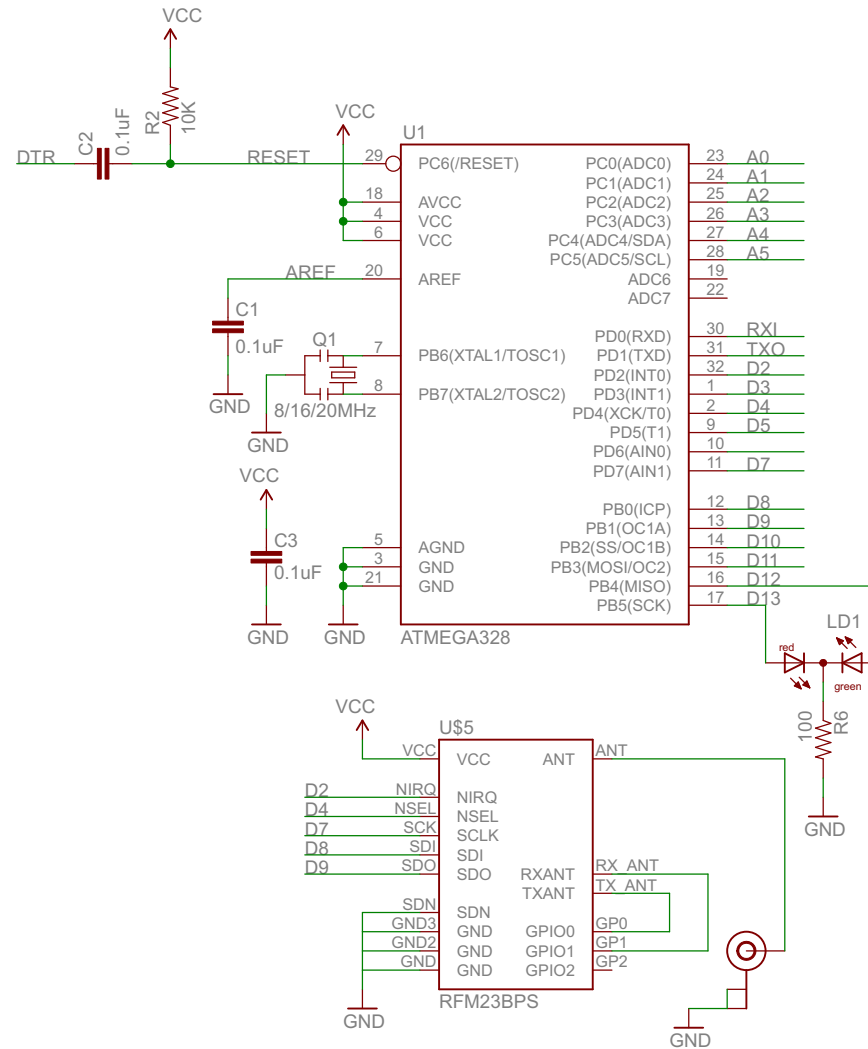 VCC
DTR
C2
0.1uF
R2
10K
RESET
VCC
U1
29 PC6(/RESET)
18 AVCC
4 VCC
6 VCC
AREF 20 AREF
C1
0.1uF
GND
Q1
8/16/20MHz
GND
7 PB6(XTAL1/TOSC1)
8 PB7(XTAL2/TOSC2)
VCC
C3
0.1uF
GND
5 AGND
3 GND
21 GND
GND
ATMEGA328
PC0(ADC0) 23 A0
PC1(ADC1) 24 A1
PC2(ADC2) 25 A2
PC3(ADC3) 26 A3
PC4(ADC4/SDA) 27 A4
PC5(ADC5/SCL) 28 A5
ADC6 19
ADC7 22
PD0(RXD) 30 RXI
PD1(TXD) 31 TXO
PD2(INT0) 32 D2
PD3(INT1) 1 D3
PD4(XCK/T0) 2 D4
PD5(T1) 9 D5
PD6(AIN0) 10
PD7(AIN1) 11 D7
PB0(ICP) 12 D8
PB1(OC1A) 13 D9
PB2(SS/OC1B) 14 D10
PB3(MOSI/OC2) 15 D11
PB4(MISO) 16 D12
PB5(SCK) 17 D13
LD1
red
green
100
R6
GND
VCC
U$5
VCC VCC
D2 NIRQ NIRQ
D4 NSEL NSEL
D7 SCK SCLK
D8 SDI SDI
D9 SDO SDO
SDN SDN
GND3 GND
GND2 GND
GND GND
GND
ANT ANT
RXANT RX_ANT
TXANT TX_ANT
GPIO0 GP0
GPIO1 GP1
GPIO2 GP2
RFM23BPS
GND